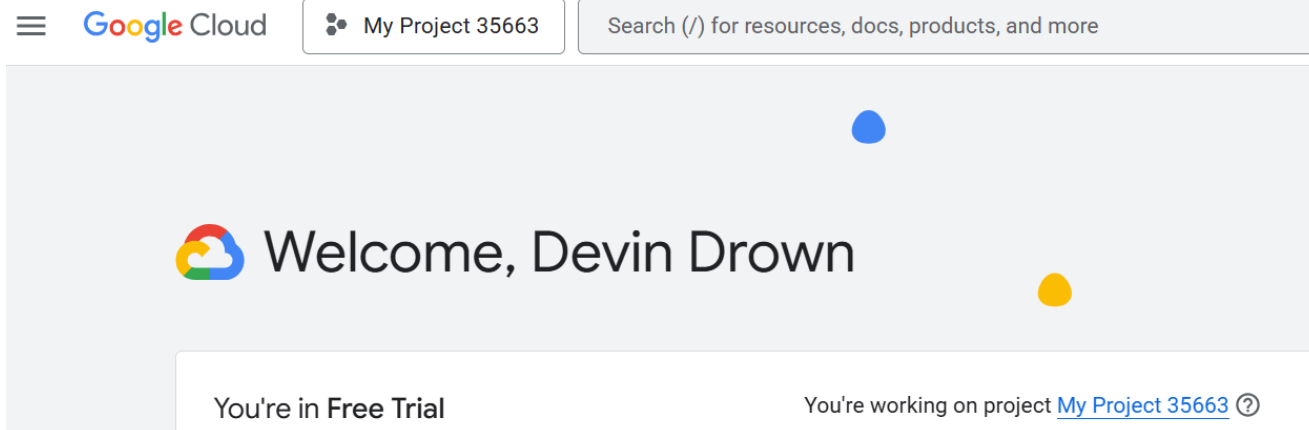 Google Cloud
My Project 35663
Search (/) for resources, docs, products, and more
Welcome, Devin Drown
You're in Free Trial
You're working on project My Project 35663